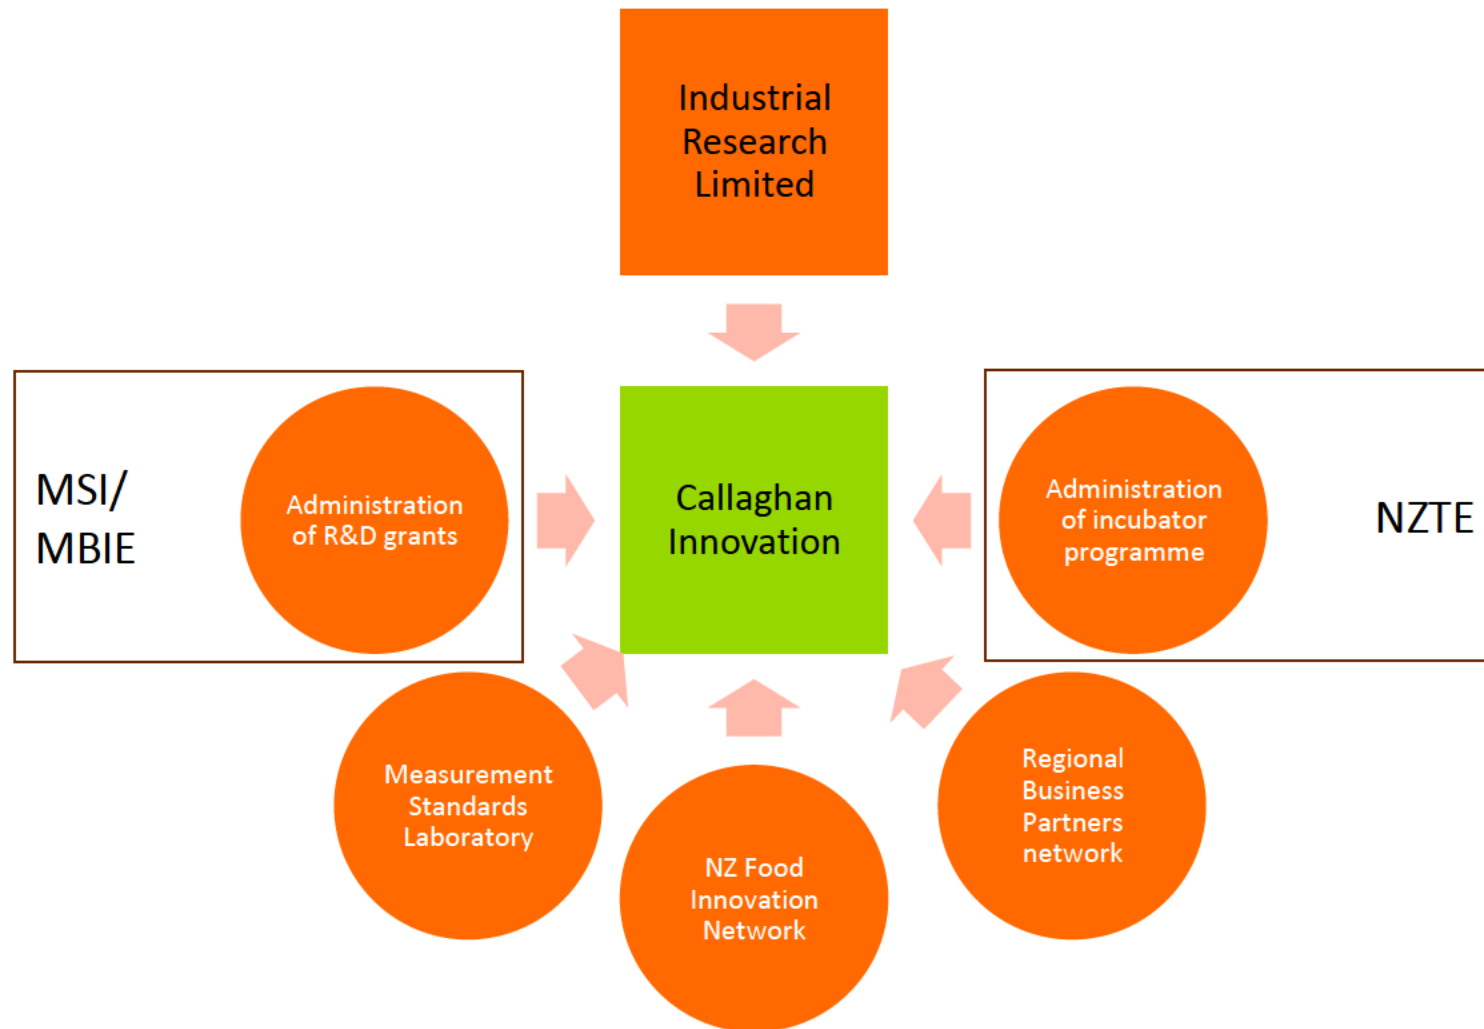 Industrial
Research
Limited
MSI/
MBIE
Administration
of R&D grants
Callaghan
Innovation
Administration
of incubator
programme
NZTE
Measurement
Standards
Laboratory
NZ Food
Innovation
Network
Regional
Business
Partners
network